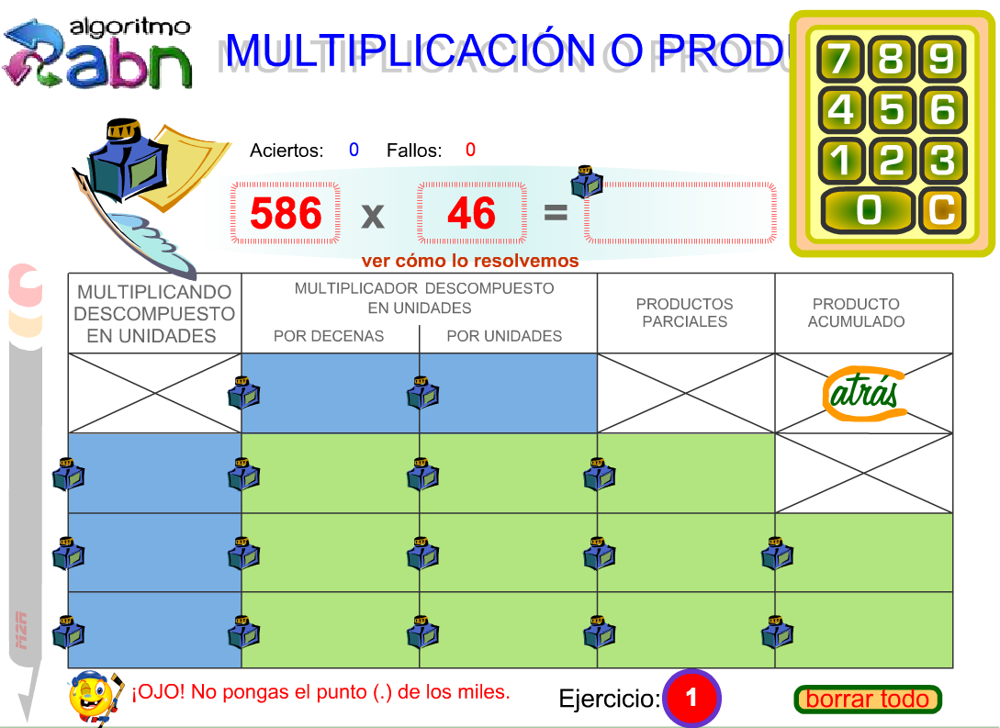 algoritmo
abn
MULTIPLICACIÓN O PROD
7 8 9
4 5 6
1 2 3
0 C
Aciertos: 0 Fallos: 0
586 x 46 =
ver cómo lo resolvemos
MULTIPLICANDO
DESCOMPUESTO
EN UNIDADES
MULTIPLICADOR DESCOMPUESTO
EN UNIDADES
POR DECENAS
POR UNIDADES
PRODUCTOS
PARCIALES
PRODUCTO
ACUMULADO
atrás
¡OJO! No pongas el punto (.) de los miles.
Ejercicio: 1
borrar todo